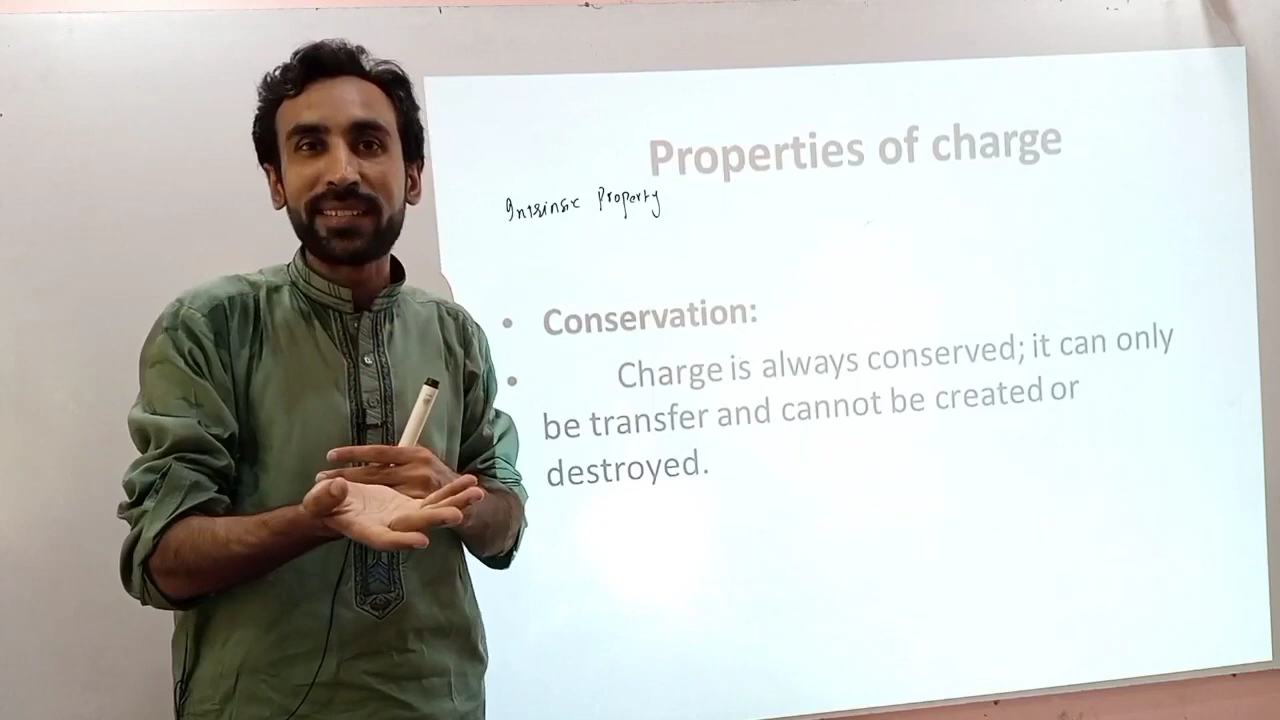 Properties of charge
Intrinsic Property
• Conservation:
• Charge is always conserved; it can only
be transfer and cannot be created or
destroyed.